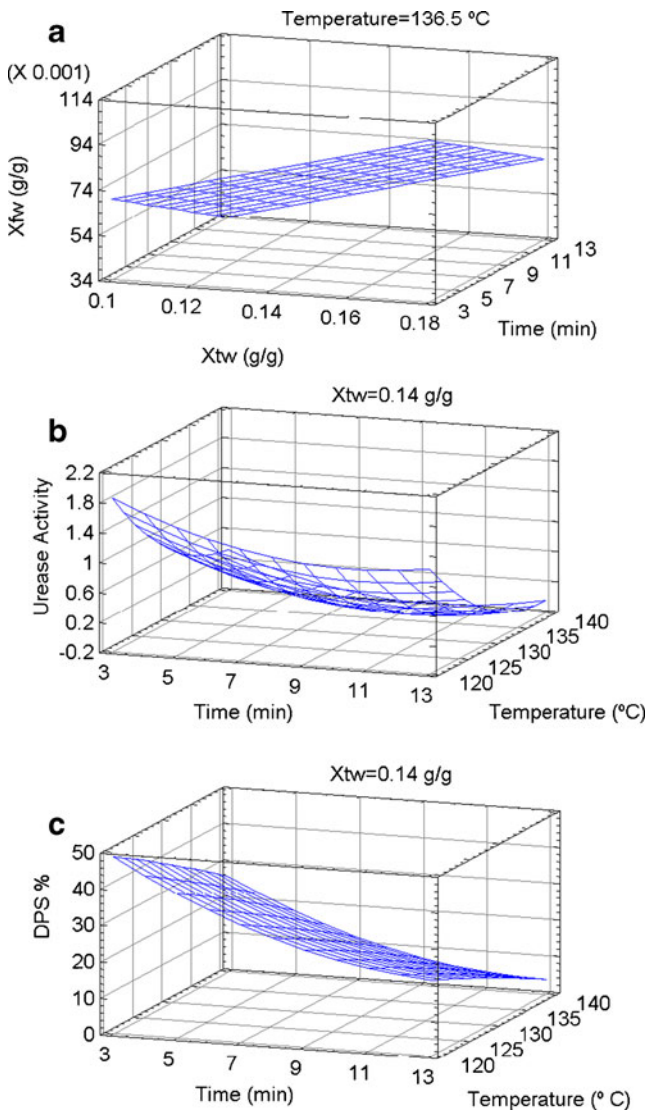 a
Temperature=136.5 ºC
(X 0.001)
114
94
74
54
34
Xfw (g/g)
0.1 0.12 0.14 0.16 0.18
Xtw (g/g)
3 5 7 9 11 13
Time (min)
b
Xtw=0.14 g/g
2.2
1.8
1.4
1
0.6
0.2
-0.2
Urease Activity
3 5 7 9 11 13
Time (min)
120 125 130 135 140
Temperature (ºC)
c
Xtw=0.14 g/g
50
40
30
20
10
0
DPS %
3 5 7 9 11 13
Time (min)
120 125 130 135 140
Temperature (º C)